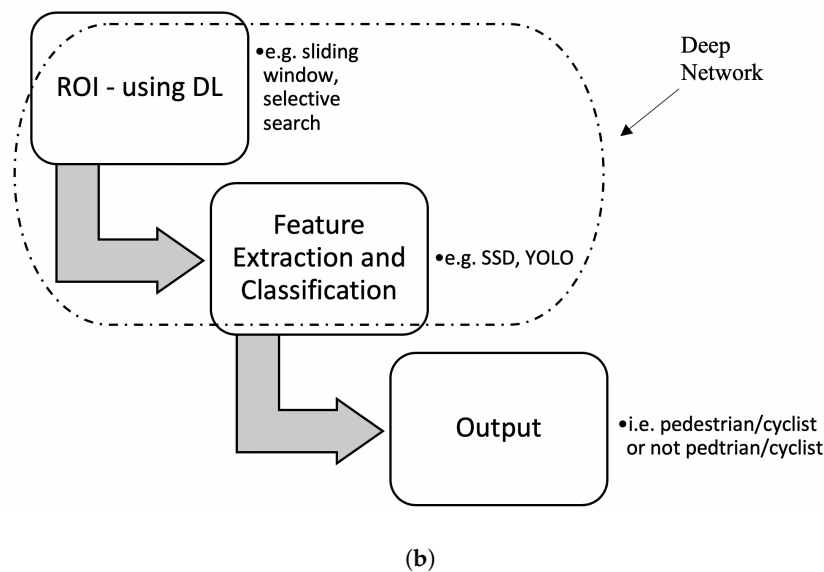 ROI - using DL
•e.g. sliding
window,
selective
search
Deep
Network
Feature
Extraction and
Classification
•e.g. SSD, YOLO
Output
•i.e. pedestrian/cyclist
or not pedtrian/cyclist
(b)